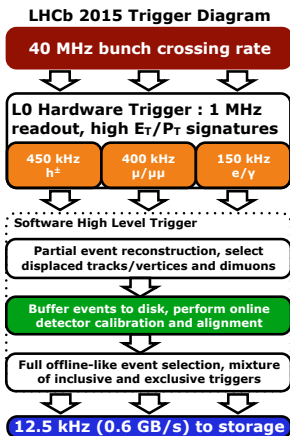 LHCb 2015 Trigger Diagram
40 MHz bunch crossing rate
L0 Hardware Trigger : 1 MHz
readout, high E_T/P_T signatures
450 kHz
h±
400 kHz
μ/μμ
150 kHz
e/γ
Software High Level Trigger
Partial event reconstruction, select
displaced tracks/vertices and dimuons
Buffer events to disk, perform online
detector calibration and alignment
Full offline-like event selection, mixture
of inclusive and exclusive triggers
12.5 kHz (0.6 GB/s) to storage